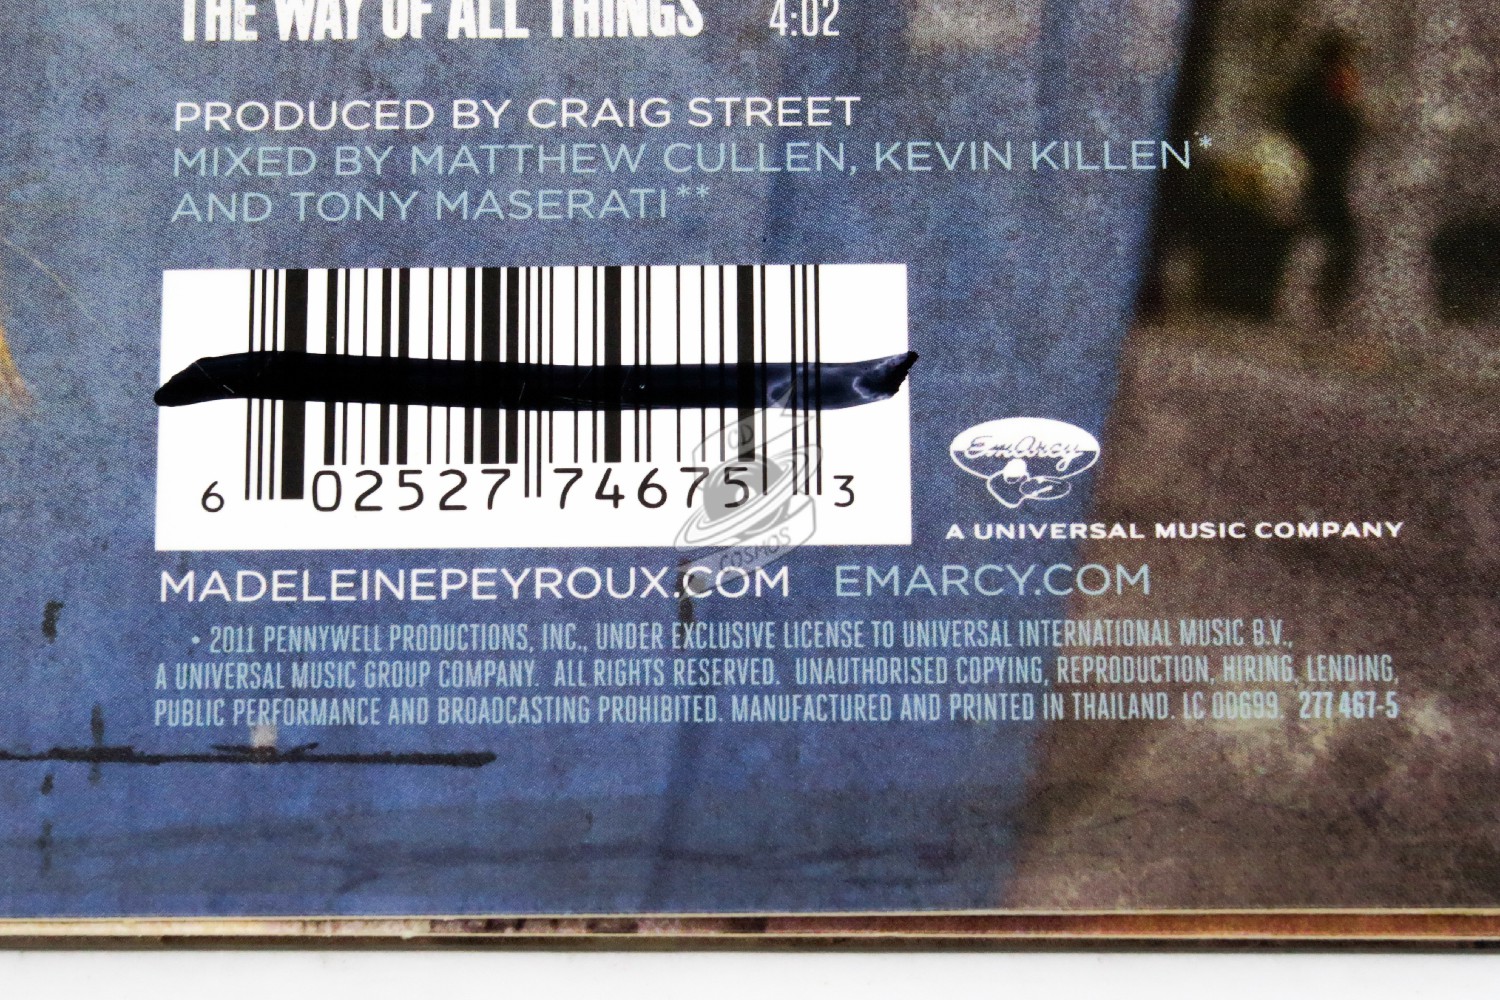 THE WAY OF ALL THINGS 4:02
PRODUCED BY CRAIG STREET
MIXED BY MATTHEW CULLEN, KEVIN KILLEN*
AND TONY MASERATI**
6 02527 74675 3
CD
COSMOS
EmArcy
A UNIVERSAL MUSIC COMPANY
MADELEINEPEYROUX.COM EMARCY.COM
• 2011 PENNYWELL PRODUCTIONS, INC., UNDER EXCLUSIVE LICENSE TO UNIVERSAL INTERNATIONAL MUSIC B.V.,
A UNIVERSAL MUSIC GROUP COMPANY. ALL RIGHTS RESERVED. UNAUTHORISED COPYING, REPRODUCTION, HIRING, LENDING,
PUBLIC PERFORMANCE AND BROADCASTING PROHIBITED. MANUFACTURED AND PRINTED IN THAILAND. LC 00699. 277 467-5